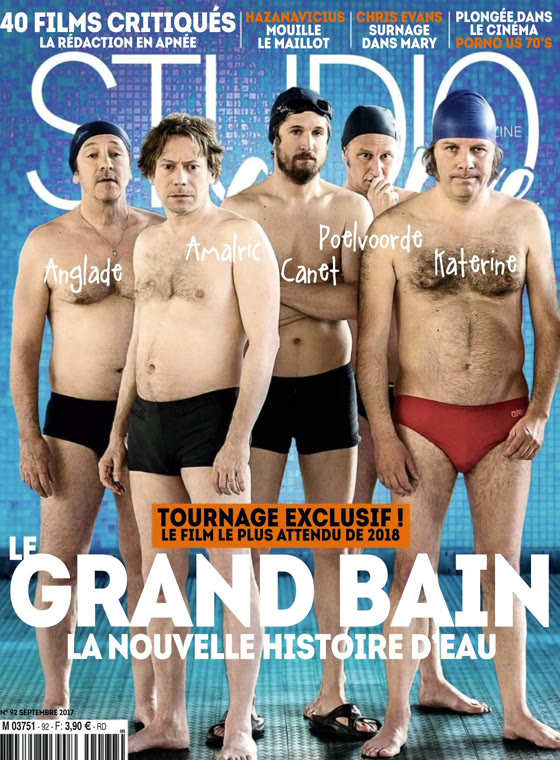 40 FILMS CRITIQUÉS
LA RÉDACTION EN APNÉE
HAZANAVICIUS
MOUILLE
LE MAILLOT
CHRIS EVANS
SURNAGE
DANS MARY
PLONGÉE DANS
LE CINÉMA
PORNO US 70'S
STUDIO
ZINE
Anglade
Amalric
Canet
Poelvoorde
Katerine
are
TOURNAGE EXCLUSIF !
LE FILM LE PLUS ATTENDU DE 2018
LE
GRAND BAIN
LA NOUVELLE HISTOIRE D'EAU
N° 92 SEPTEMBRE 2017
M 03751 - 92 - F: 3,90 € - RD